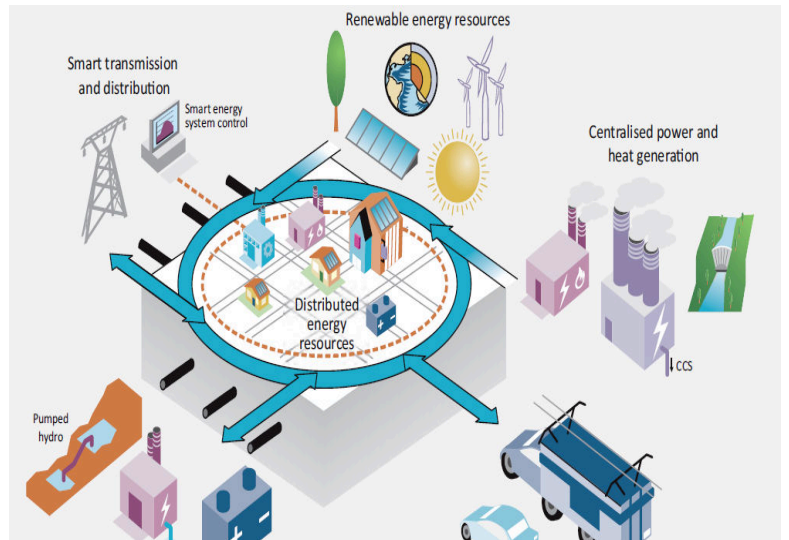 Renewable energy resources
Smart transmission
and distribution
Smart energy
system control
Centralised power and
heat generation
Distributed
energy
resources
CCS
Pumped
hydro